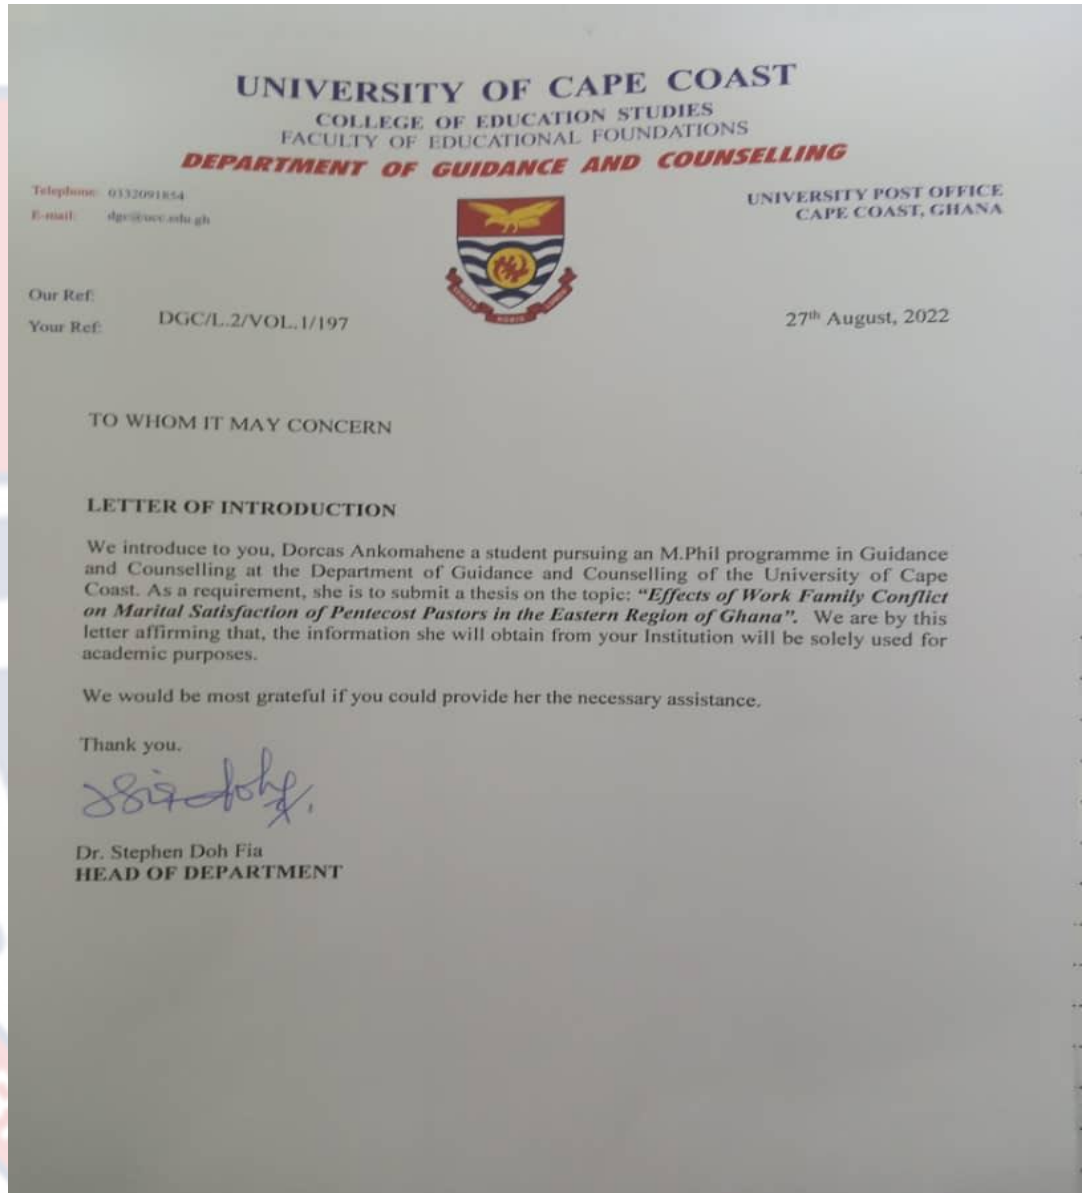 UNIVERSITY OF CAPE COAST
COLLEGE OF EDUCATION STUDIES
FACULTY OF EDUCATIONAL FOUNDATIONS
DEPARTMENT OF GUIDANCE AND COUNSELLING
Telephone: 0332091854
E-mail: dgc@ucc.edu.gh
UNIVERSITY POST OFFICE
CAPE COAST, GHANA
Our Ref:
Your Ref:
DGC/L.2/VOL.1/197
27th August, 2022
TO WHOM IT MAY CONCERN
LETTER OF INTRODUCTION
We introduce to you, Dorcas Ankomahene a student pursuing an M.Phil programme in Guidance
and Counselling at the Department of Guidance and Counselling of the University of Cape
Coast. As a requirement, she is to submit a thesis on the topic: “Effects of Work Family Conflict
on Marital Satisfaction of Pentecost Pastors in the Eastern Region of Ghana”. We are by this
letter affirming that, the information she will obtain from your Institution will be solely used for
academic purposes.
We would be most grateful if you could provide her the necessary assistance.
Thank you.
Dr. Stephen Doh Fia
HEAD OF DEPARTMENT